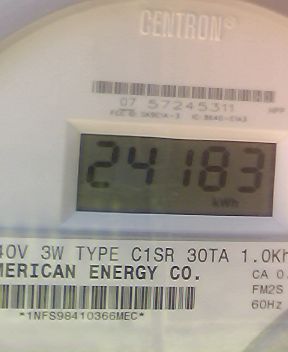 CENTRON®
07 57245311
24183
kWh
40V 3W TYPE C1SR 30TA 1.0Kh
MERICAN ENERGY CO.
CA 0.
FM2S
60Hz
*1NFS98410366MEC*